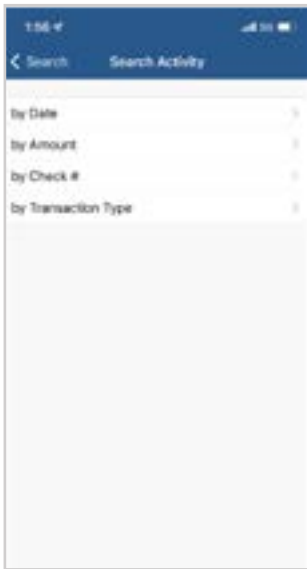 1:56
Search Search Activity
by Date
by Amount
by Check #
by Transaction Type